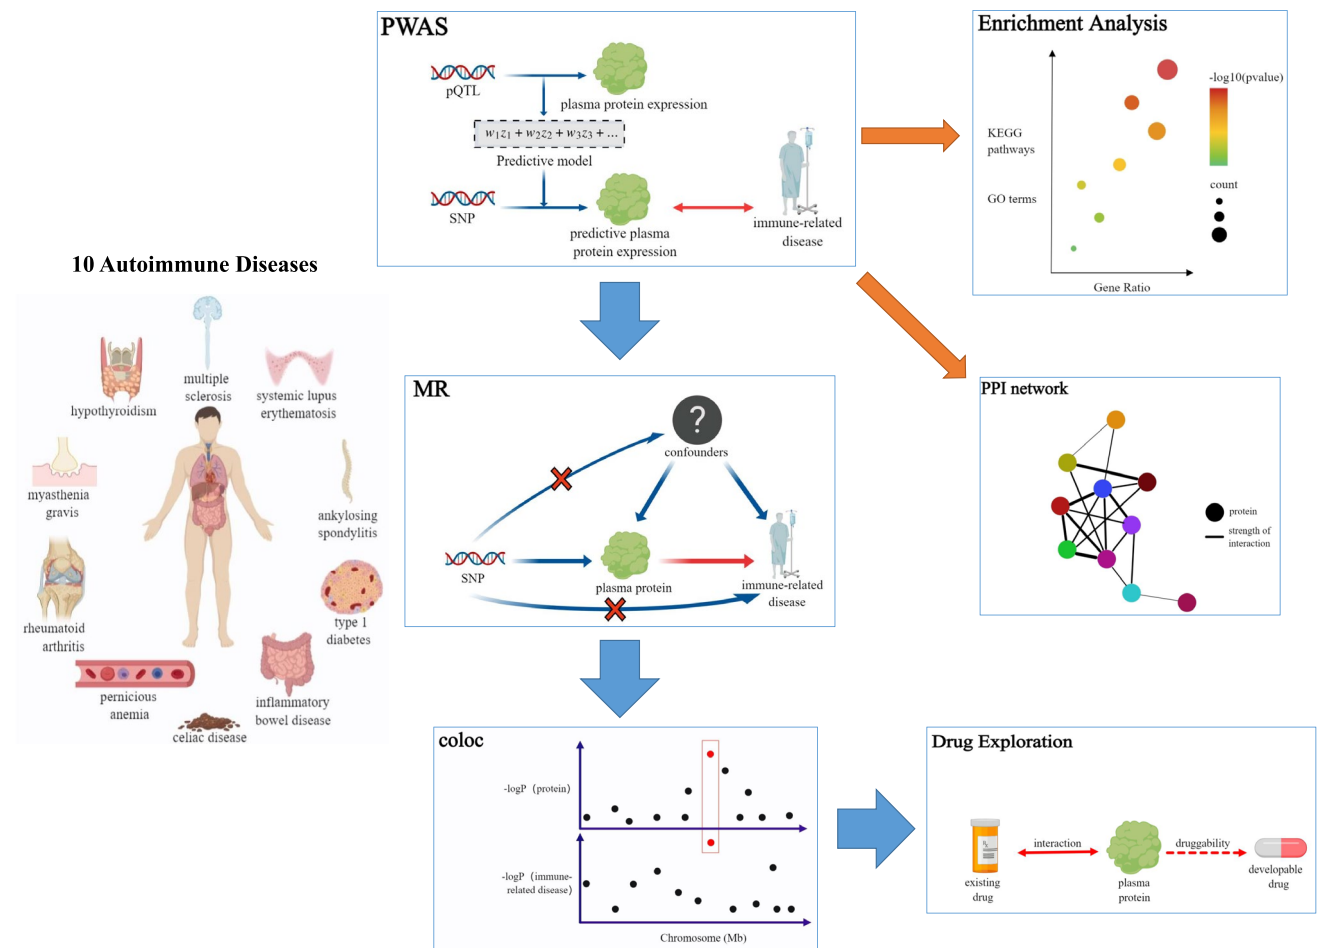 PWAS
pQTL
plasma protein expression
w₁z₁ + w₂z₂ + w₃z₃ + ...
Predictive model
SNP
predictive plasma
protein expression
immune-related
disease
Enrichment Analysis
-log10(pvalue)
KEGG
pathways
GO terms
count
Gene Ratio
10 Autoimmune Diseases
multiple
sclerosis
hypothyroidism
systemic lupus
erythematosis
myasthenia
gravis
ankylosing
spondylitis
rheumatoid
arthritis
type 1
diabetes
pernicious
anemia
inflammatory
bowel disease
celiac disease
MR
?
confounders
SNP
plasma protein
immune-related
disease
PPI network
protein
strength of
interaction
coloc
-logP (protein)
-logP (immune-
related disease)
Chromosome (Mb)
Drug Exploration
Rx
interaction
druggability
existing
drug
plasma
protein
developable
drug